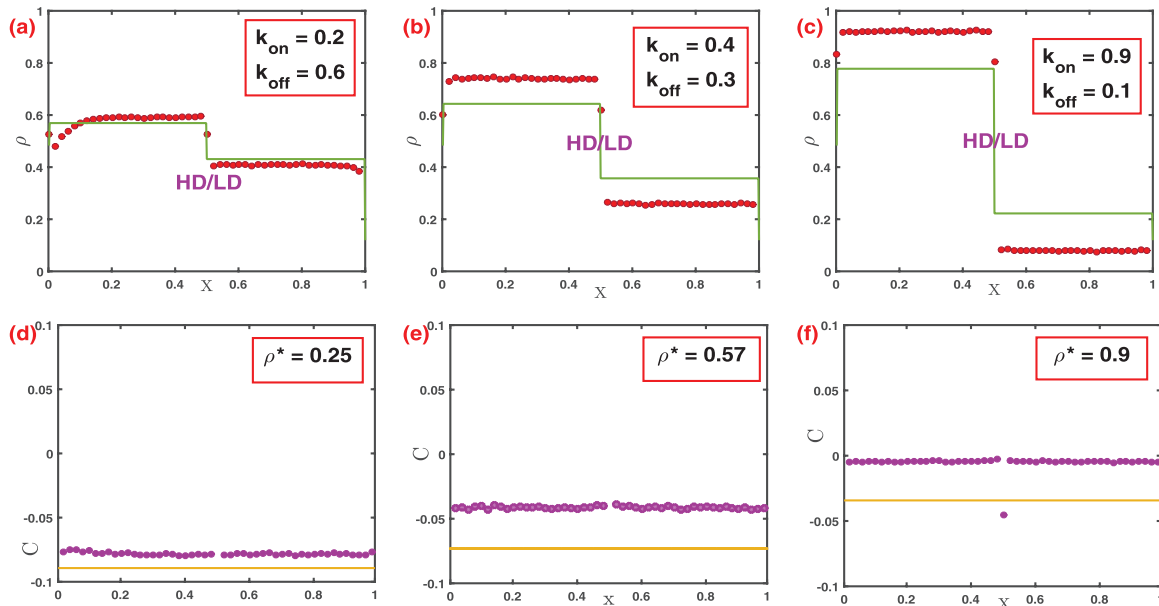 (a)
k_on = 0.2
k_off = 0.6
HD/LD
ρ
1
0.8
0.6
0.4
0.2
0
0 0.2 0.4 0.6 0.8 1
X
(b)
k_on = 0.4
k_off = 0.3
HD/LD
ρ
1
0.8
0.6
0.4
0.2
0
0 0.2 0.4 0.6 0.8 1
X
(c)
k_on = 0.9
k_off = 0.1
HD/LD
ρ
1
0.8
0.6
0.4
0.2
0
0 0.2 0.4 0.6 0.8 1
X
(d)
ρ* = 0.25
C
0.1
0.05
0
-0.05
-0.1
0 0.2 0.4 0.6 0.8 1
X
(e)
ρ* = 0.57
C
0.1
0.05
0
-0.05
-0.1
0 0.2 0.4 0.6 0.8 1
X
(f)
ρ* = 0.9
C
0.1
0.05
0
-0.05
-0.1
0 0.2 0.4 0.6 0.8 1
X